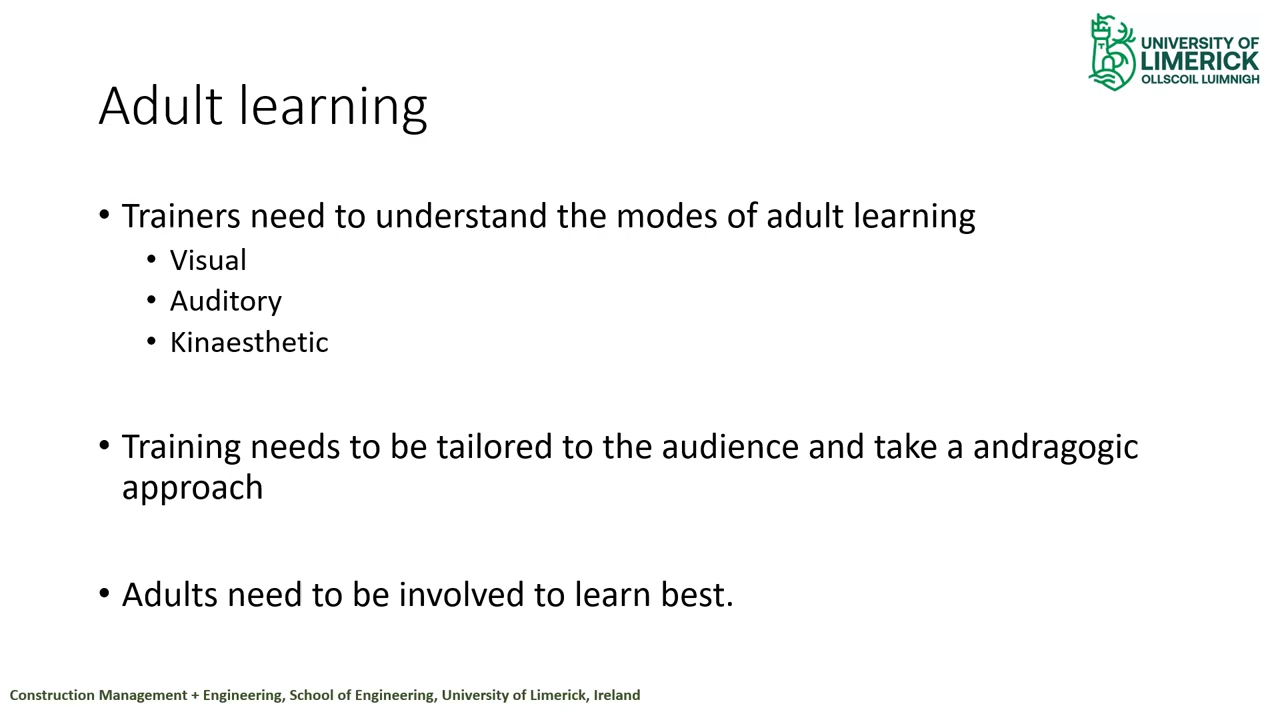 UNIVERSITY OF
LIMERICK
OLLSCOIL LUIMNIGH
Adult learning
• Trainers need to understand the modes of adult learning
• Visual
• Auditory
• Kinaesthetic
• Training needs to be tailored to the audience and take a andragogic
approach
• Adults need to be involved to learn best.
Construction Management + Engineering, School of Engineering, University of Limerick, Ireland